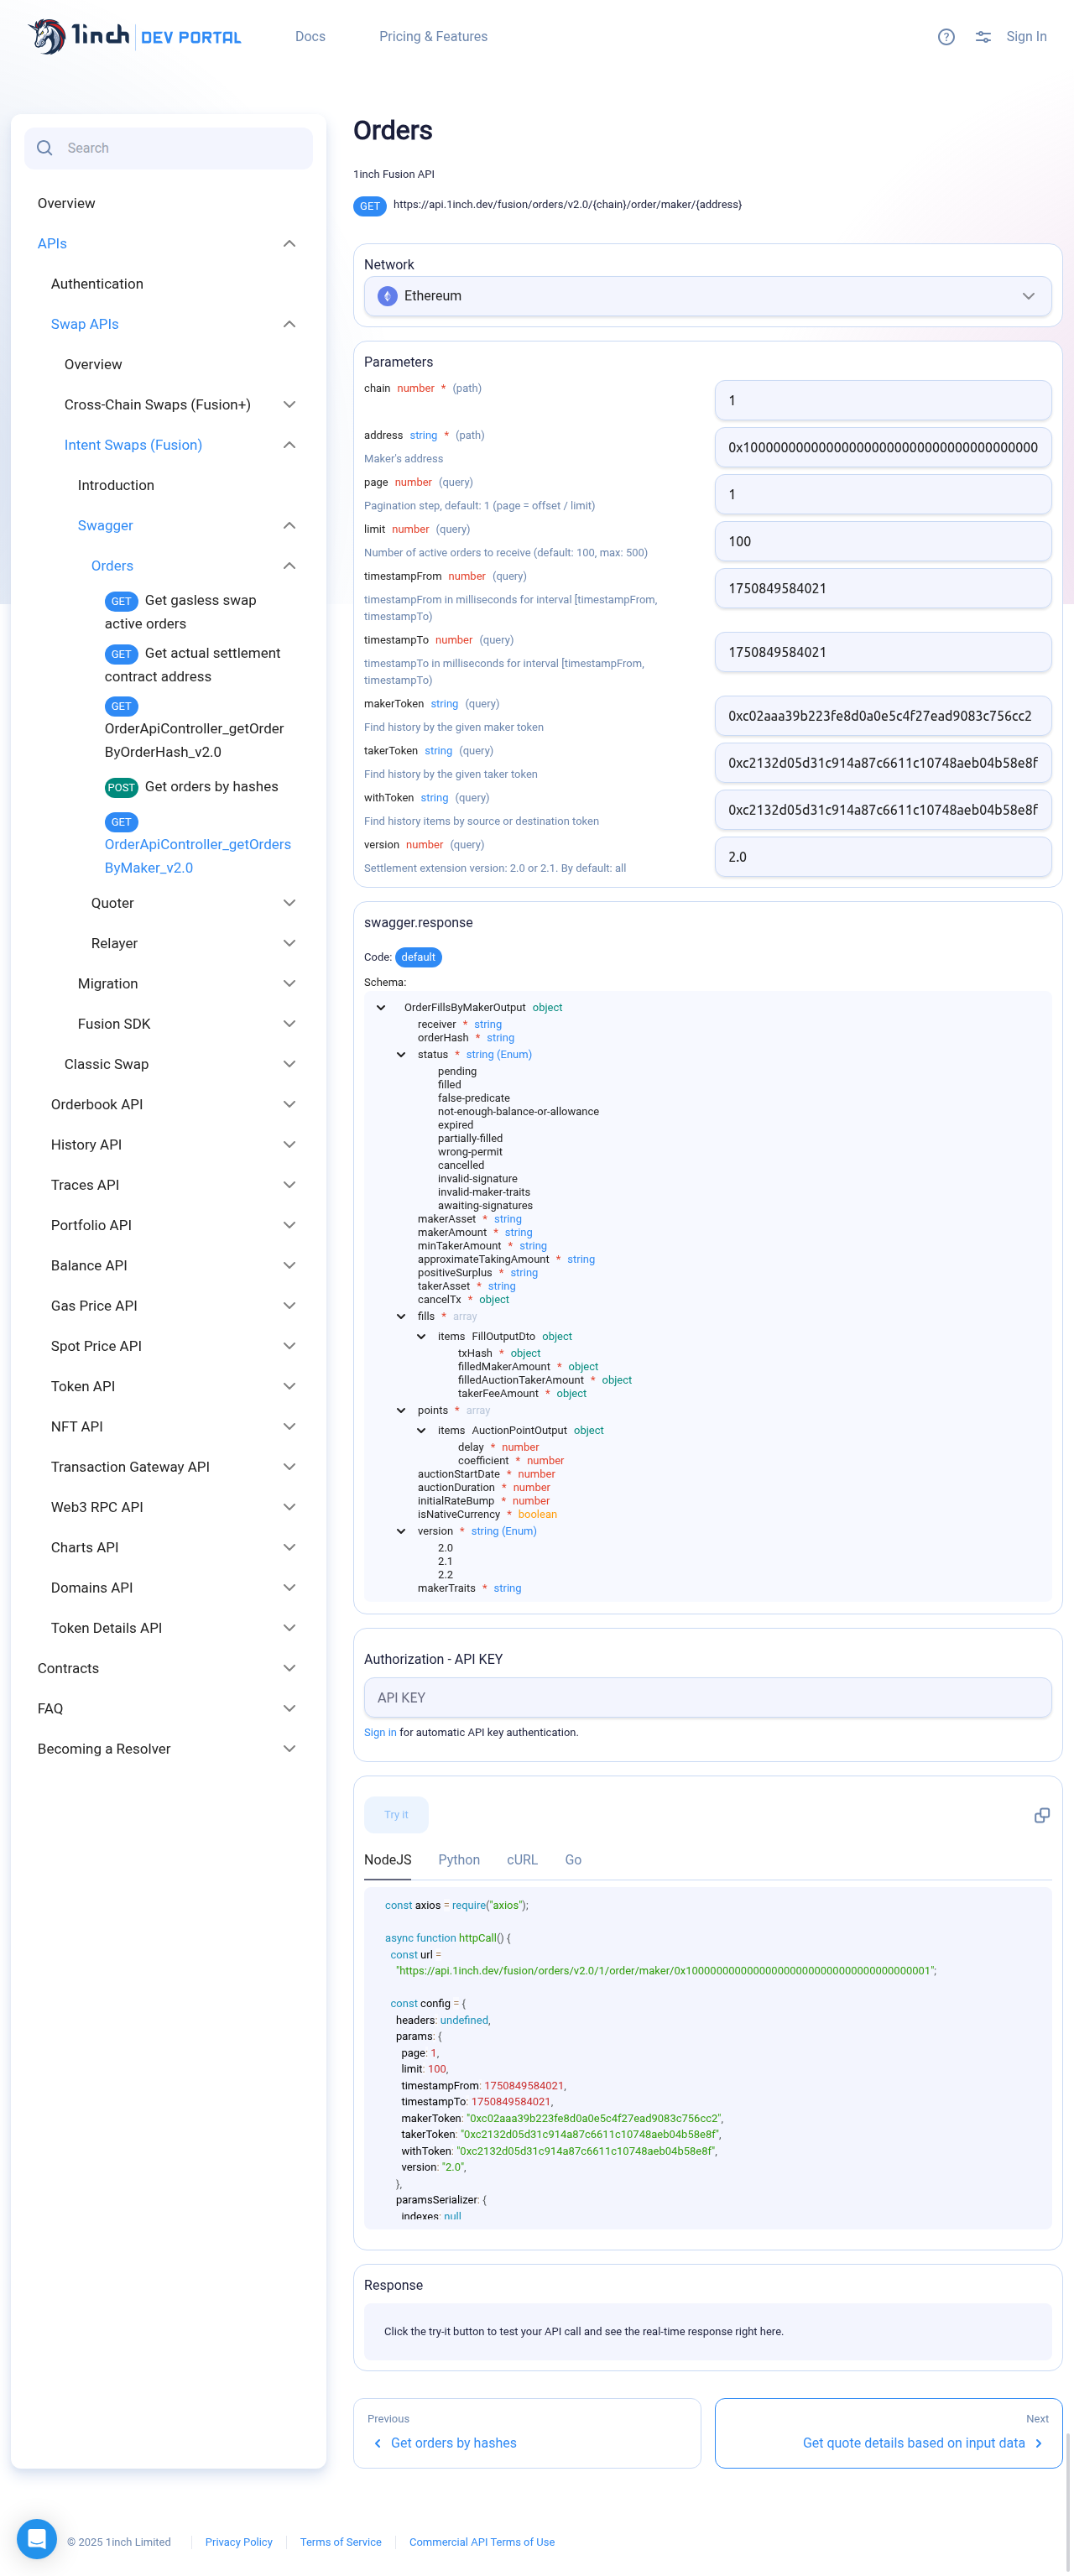 1inch DEV PORTAL
Docs
Pricing & Features
Sign In
Search
Overview
APIs
Authentication
Swap APIs
Overview
Cross-Chain Swaps (Fusion+)
Intent Swaps (Fusion)
Introduction
Swagger
Orders
GET Get gasless swap
active orders
GET Get actual settlement
contract address
GET
OrderApiController_getOrder
ByOrderHash_v2.0
POST Get orders by hashes
GET
OrderApiController_getOrders
ByMaker_v2.0
Quoter
Relayer
Migration
Fusion SDK
Classic Swap
Orderbook API
History API
Traces API
Portfolio API
Balance API
Gas Price API
Spot Price API
Token API
NFT API
Transaction Gateway API
Web3 RPC API
Charts API
Domains API
Token Details API
Contracts
FAQ
Becoming a Resolver
Orders
1inch Fusion API
GET https://api.1inch.dev/fusion/orders/v2.0/{chain}/order/maker/{address}
Network
Ethereum
Parameters
chain number * (path)
1
address string * (path)
Maker's address
page number (query)
1
Pagination step, default: 1 (page = offset / limit)
limit number (query)
100
Number of active orders to receive (default: 100, max: 500)
timestampFrom number (query)
1750849584021
timestampFrom in milliseconds for interval [timestampFrom,
timestampTo)
timestampTo number (query)
1750849584021
timestampTo in milliseconds for interval [timestampFrom,
timestampTo)
makerToken string (query)
0xc02aaa39b223fe8d0a0e5c4f27ead9083c756cc2
Find history by the given maker token
takerToken string (query)
0xc2132d05d31c914a87c6611c10748aeb04b58e8f
Find history by the given taker token
withToken string (query)
0xc2132d05d31c914a87c6611c10748aeb04b58e8f
Find history items by source or destination token
version number (query)
2.0
Settlement extension version: 2.0 or 2.1. By default: all
swagger.response
Code: default
Schema:
OrderFillsByMakerOutput object
receiver * string
orderHash * string
status * string (Enum)
pending
filled
false-predicate
not-enough-balance-or-allowance
expired
partially-filled
wrong-permit
cancelled
invalid-signature
invalid-maker-traits
awaiting-signatures
makerAsset * string
makerAmount * string
minTakerAmount * string
approximateTakingAmount * string
positiveSurplus * string
takerAsset * string
cancelTx * object
fills * array
items FillOutputDto object
txHash * object
filledMakerAmount * object
filledAuctionTakerAmount * object
takerFeeAmount * object
points * array
items AuctionPointOutput object
delay * number
coefficient * number
auctionStartDate * number
auctionDuration * number
initialRateBump * number
isNativeCurrency * boolean
version * string (Enum)
2.0
2.1
2.2
makerTraits * string
Authorization - API KEY
API KEY
Sign in for automatic API key authentication.
Try it
NodeJS
Python
cURL
Go
const axios = require("axios");
async function httpCall() {
const url =
"https://api.1inch.dev/fusion/orders/v2.0/1/order/maker/0x1000000000000000000000000000000000000001";
const config = {
headers: undefined,
params: {
page: 1,
limit: 100,
timestampFrom: 1750849584021,
timestampTo: 1750849584021,
makerToken: "0xc02aaa39b223fe8d0a0e5c4f27ead9083c756cc2",
takerToken: "0xc2132d05d31c914a87c6611c10748aeb04b58e8f",
withToken: "0xc2132d05d31c914a87c6611c10748aeb04b58e8f",
version: "2.0",
},
paramsSerializer: {
indexes: null
Response
Click the try-it button to test your API call and see the real-time response right here.
Previous
Get orders by hashes
Next
Get quote details based on input data
© 2025 1inch Limited
Privacy Policy
Terms of Service
Commercial API Terms of Use